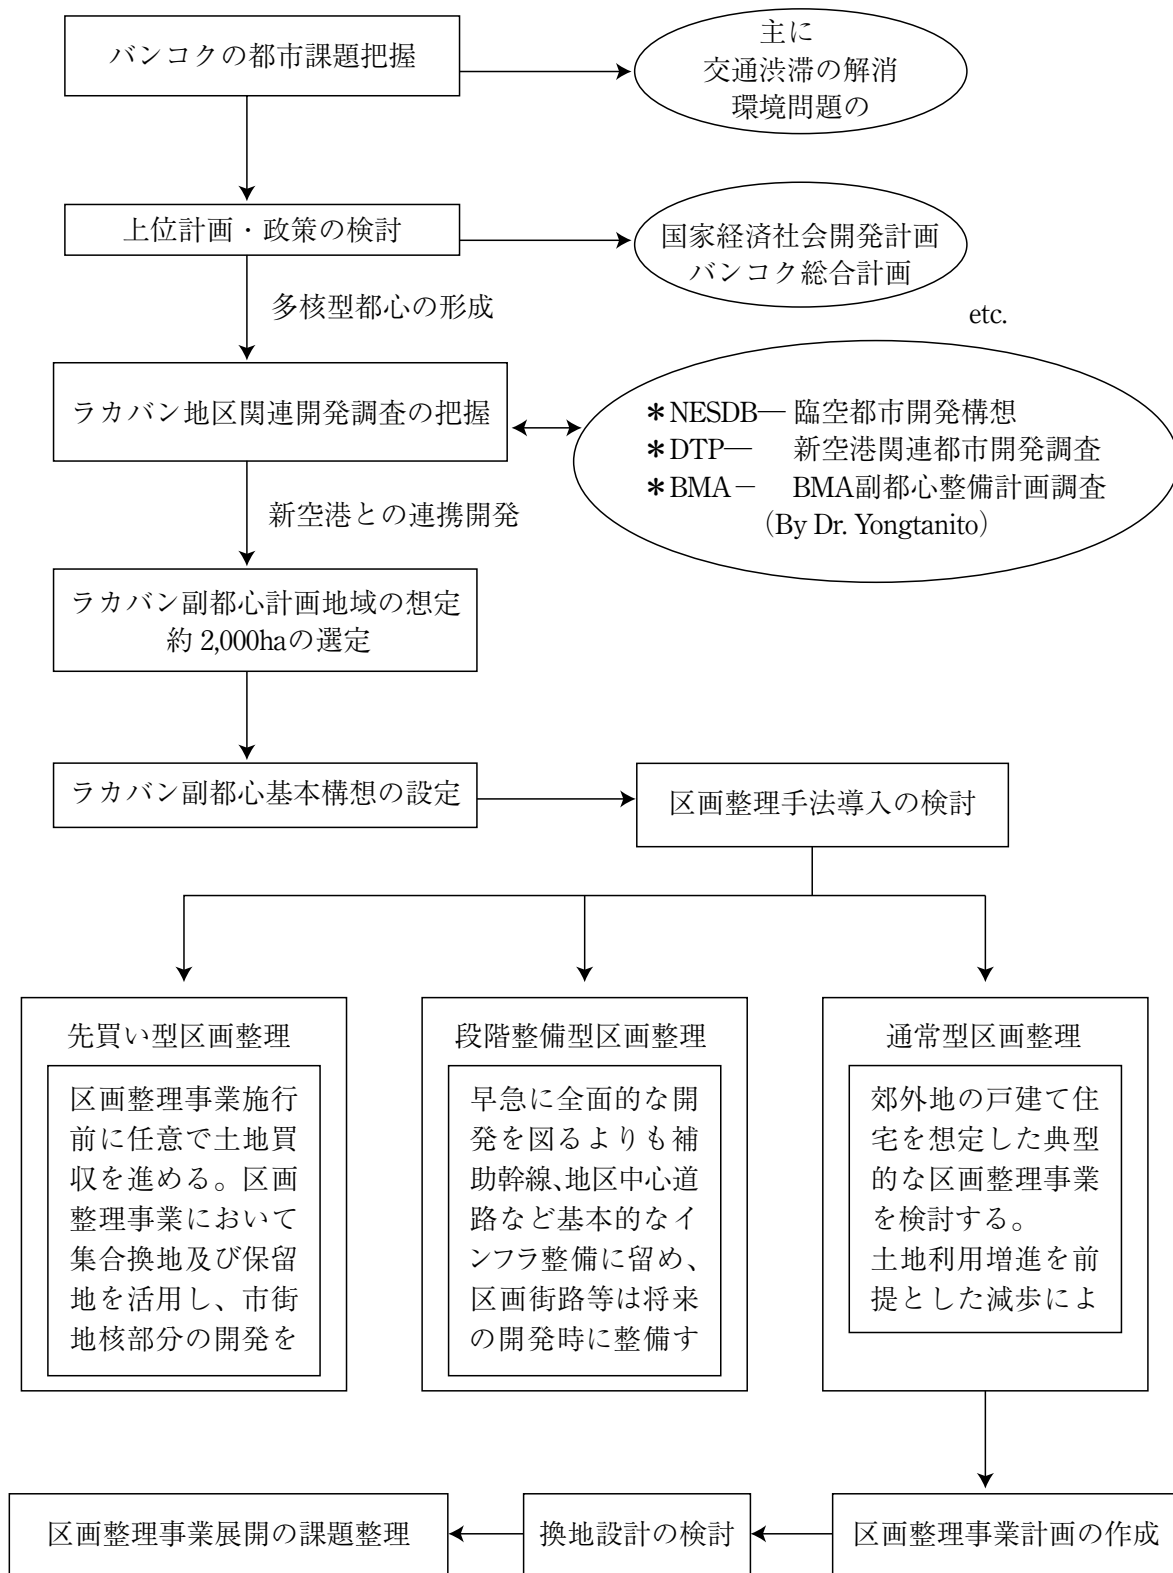 バンコクの都市課題把握
主に
交通渋滞の解消
環境問題の
上位計画・政策の検討
国家経済社会開発計画
バンコク総合計画
etc.
多核型都心の形成
ラカバン地区関連開発調査の把握
＊NESDB― 臨空都市開発構想
＊DTP― 新空港関連都市開発調査
＊BMA－ BMA副都心整備計画調査
（By Dr. Yongtanito）
新空港との連携開発
ラカバン副都心計画地域の想定
約 2,000haの選定
ラカバン副都心基本構想の設定
区画整理手法導入の検討
先買い型区画整理
区画整理事業施行
前に任意で土地買
収を進める。区画
整理事業において
集合換地及び保留
地を活用し、市街
地核部分の開発を
段階整備型区画整理
早急に全面的な開
発を図るよりも補
助幹線、地区中心道
路など基本的なイ
ンフラ整備に留め、
区画街路等は将来
の開発時に整備す
通常型区画整理
郊外地の戸建て住
宅を想定した典型
的な区画整理事業
を検討する。
土地利用増進を前
提とした減歩によ
区画整理事業展開の課題整理
換地設計の検討
区画整理事業計画の作成